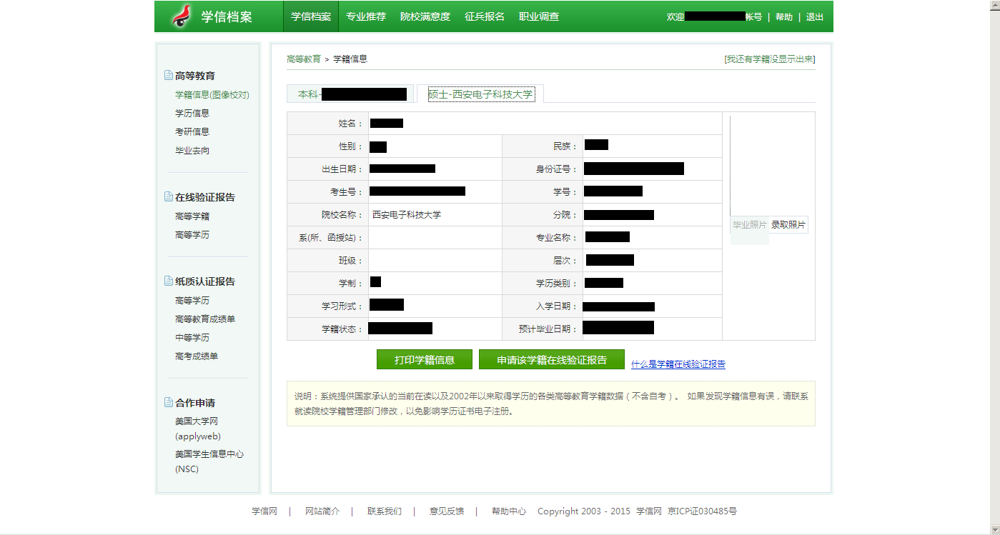 学信档案 学信档案 专业推荐 院校满意度 征兵报名 职业调查 欢迎 帐号 | 帮助 | 退出
高等教育 > 学籍信息 [我还有学籍没显示出来]
高等教育
学籍信息(图像校对)
学历信息
考研信息
毕业去向
在线验证报告
高等学籍
高等学历
纸质认证报告
高等学历
高等教育成绩单
中等学历
高考成绩单
合作申请
美国大学网
(applyweb)
美国学生信息中心
(NSC)
本科- 硕士-西安电子科技大学
姓名：
性别： 民族：
出生日期： 身份证号：
考生号： 学号：
院校名称： 西安电子科技大学 分院：
系(所、函授站)： 专业名称：
班级： 层次：
学制： 学历类别：
学习形式： 入学日期：
学籍状态： 预计毕业日期：
毕业照片 录取照片
打印学籍信息 申请该学籍在线验证报告 什么是学籍在线验证报告
说明：系统提供国家承认的当前在读以及2002年以来取得学历的各类高等教育学籍数据（不含自考）。 如果发现学籍信息有误，请联系
就读院校学籍管理部门修改，以免影响学历证书电子注册。
学信网 | 网站简介 | 联系我们 | 意见反馈 | 帮助中心 Copyright 2003 - 2015 学信网 京ICP证030485号